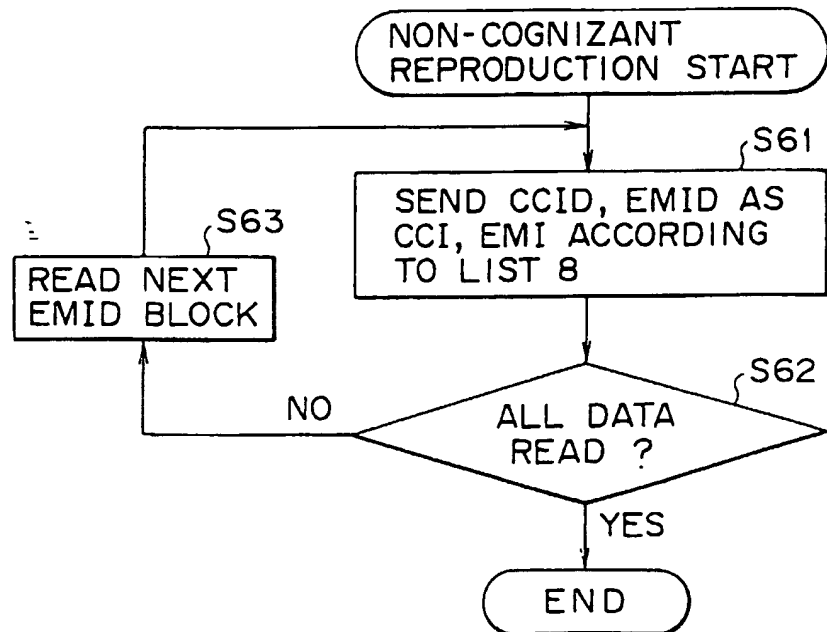 NON-COGNIZANT
REPRODUCTION START
S61
SEND CCID, EMID AS
CCI, EMI ACCORDING
TO LIST 8
S63
READ NEXT
EMID BLOCK
S62
ALL DATA
READ ?
NO
YES
END